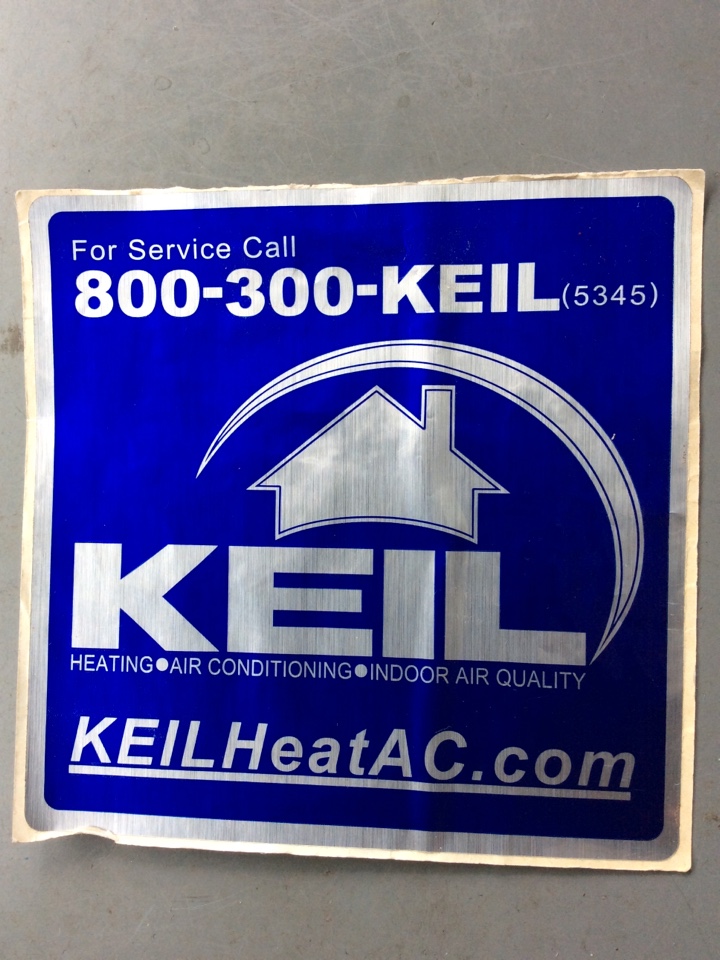 For Service Call
800-300-KEIL (5345)
KEIL
HEATING●AIR CONDITIONING●INDOOR AIR QUALITY
KEILHeatAC.com